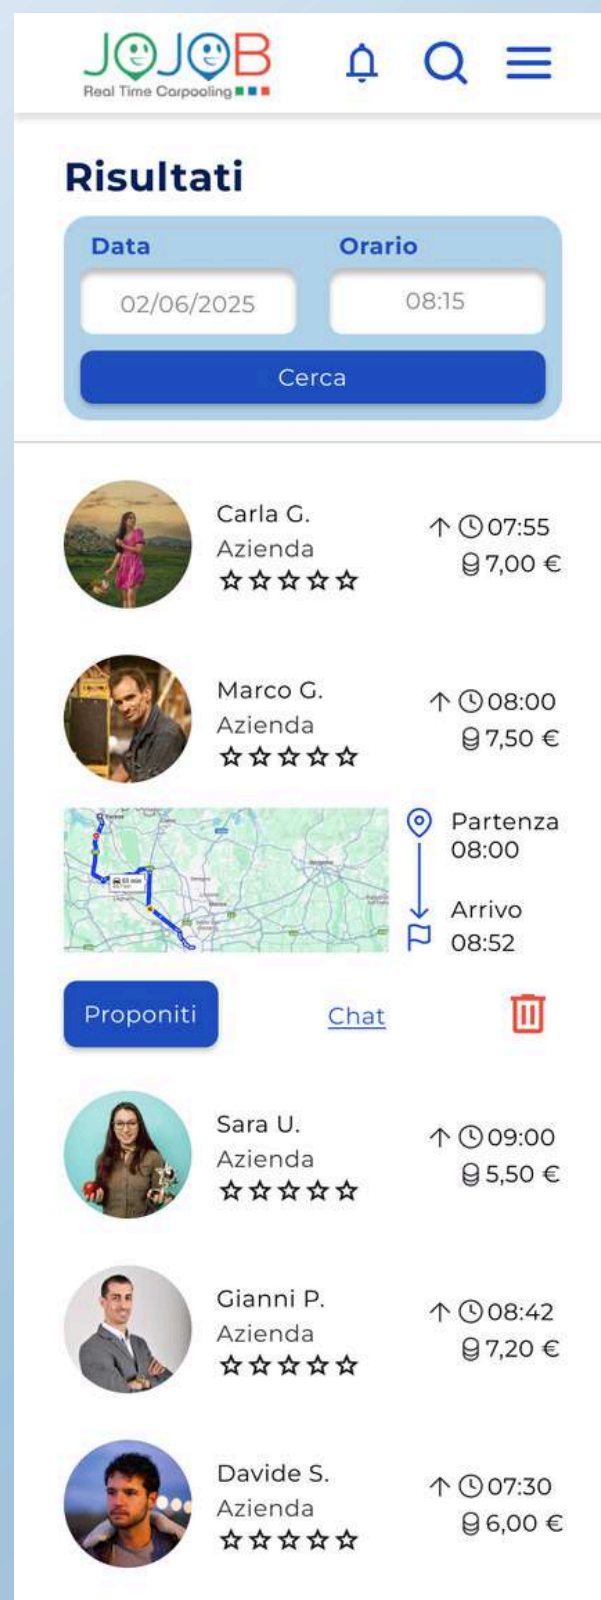 JOJOB
Real Time Carpooling
Risultati
Data
Orario
02/06/2025
08:15
Cerca
Carla G.
Azienda
07:55
7,00 €
Marco G.
Azienda
08:00
7,50 €
Partenza
08:00
Arrivo
08:52
Proponiti
Chat
Sara U.
Azienda
09:00
5,50 €
Gianni P.
Azienda
08:42
7,20 €
Davide S.
Azienda
07:30
6,00 €